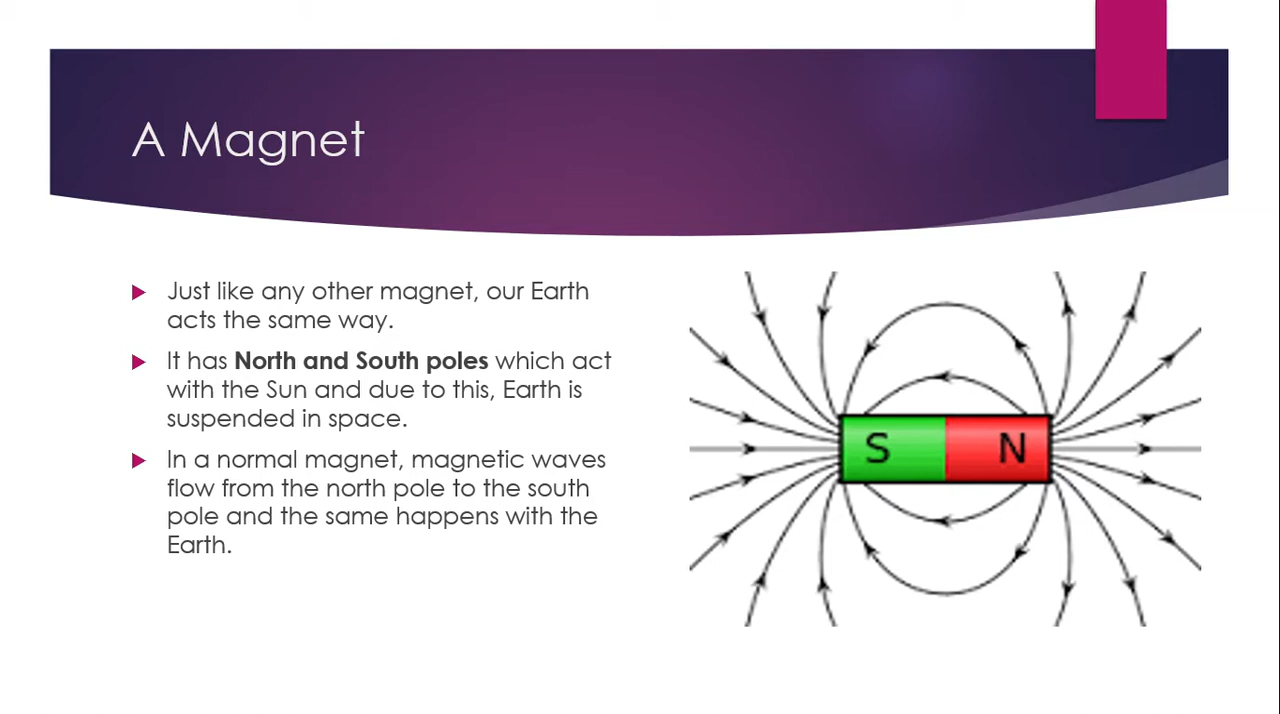 A Magnet
Just like any other magnet, our Earth
acts the same way.
It has North and South poles which act
with the Sun and due to this, Earth is
suspended in space.
In a normal magnet, magnetic waves
flow from the north pole to the south
pole and the same happens with the
Earth.
S N